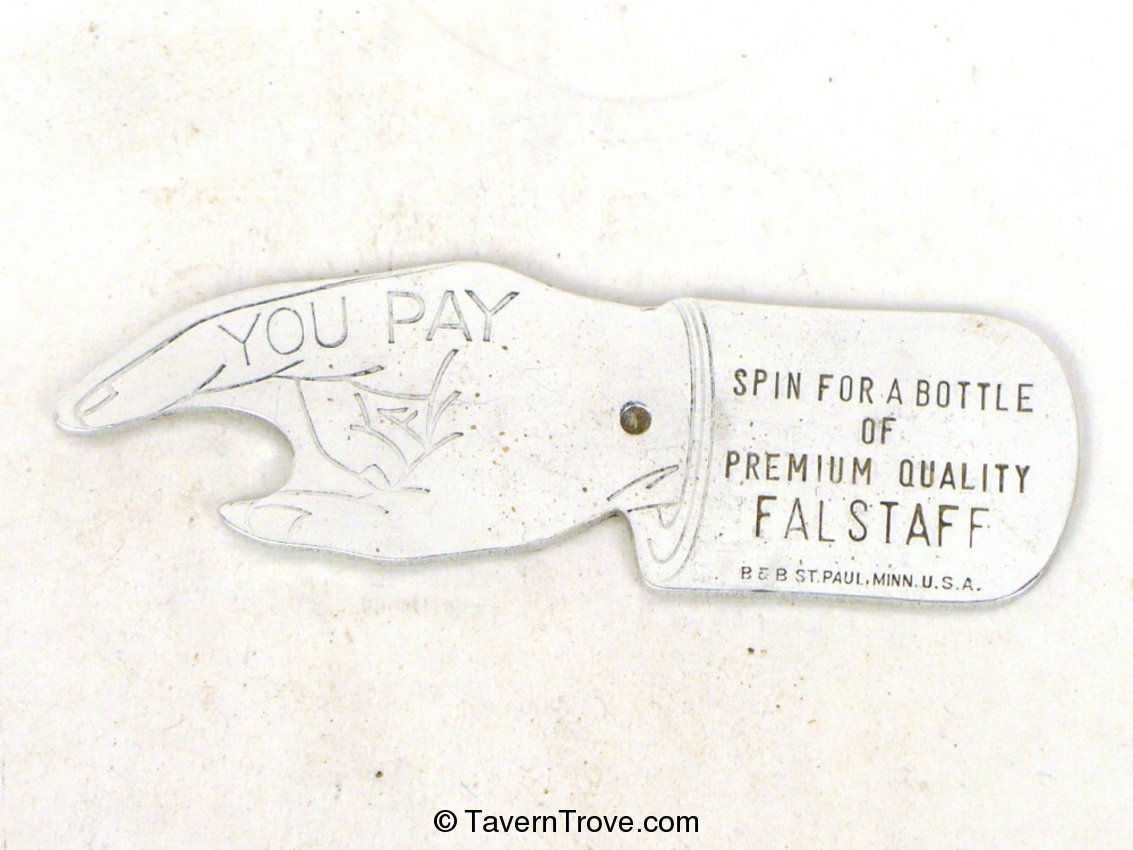 YOU PAY
SPIN FOR A BOTTLE
OF
PREMIUM QUALITY
FALSTAFF
B & B ST. PAUL, MINN. U.S.A.
© TavernTrove.com